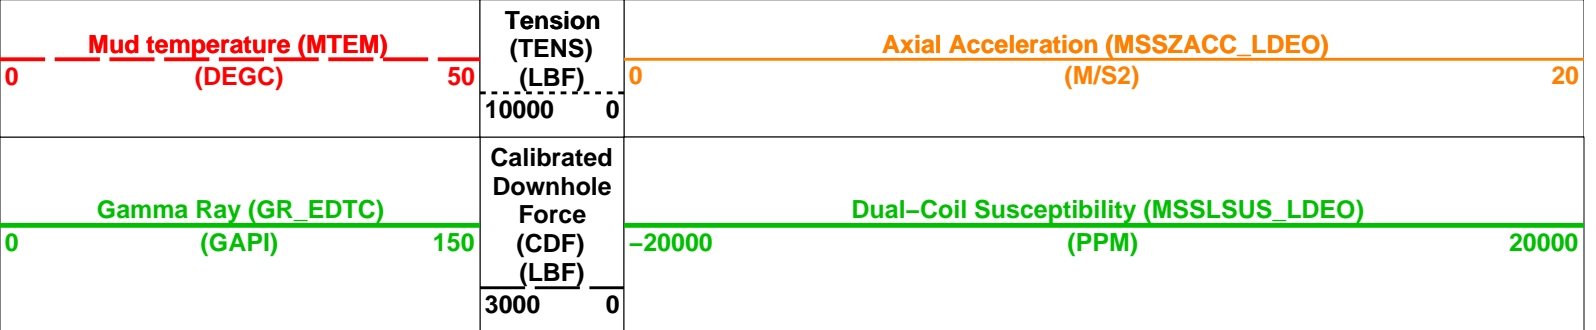 Mud temperature (MTEM)
0 (DEGC) 50
Tension
(TENS)
(LBF)
10000 0
Axial Acceleration (MSSZACC_LDEO)
0 (M/S2) 20
Gamma Ray (GR_EDTC)
0 (GAPI) 150
Calibrated
Downhole
Force
(CDF)
(LBF)
3000 0
Dual−Coil Susceptibility (MSSLSUS_LDEO)
−20000 (PPM) 20000